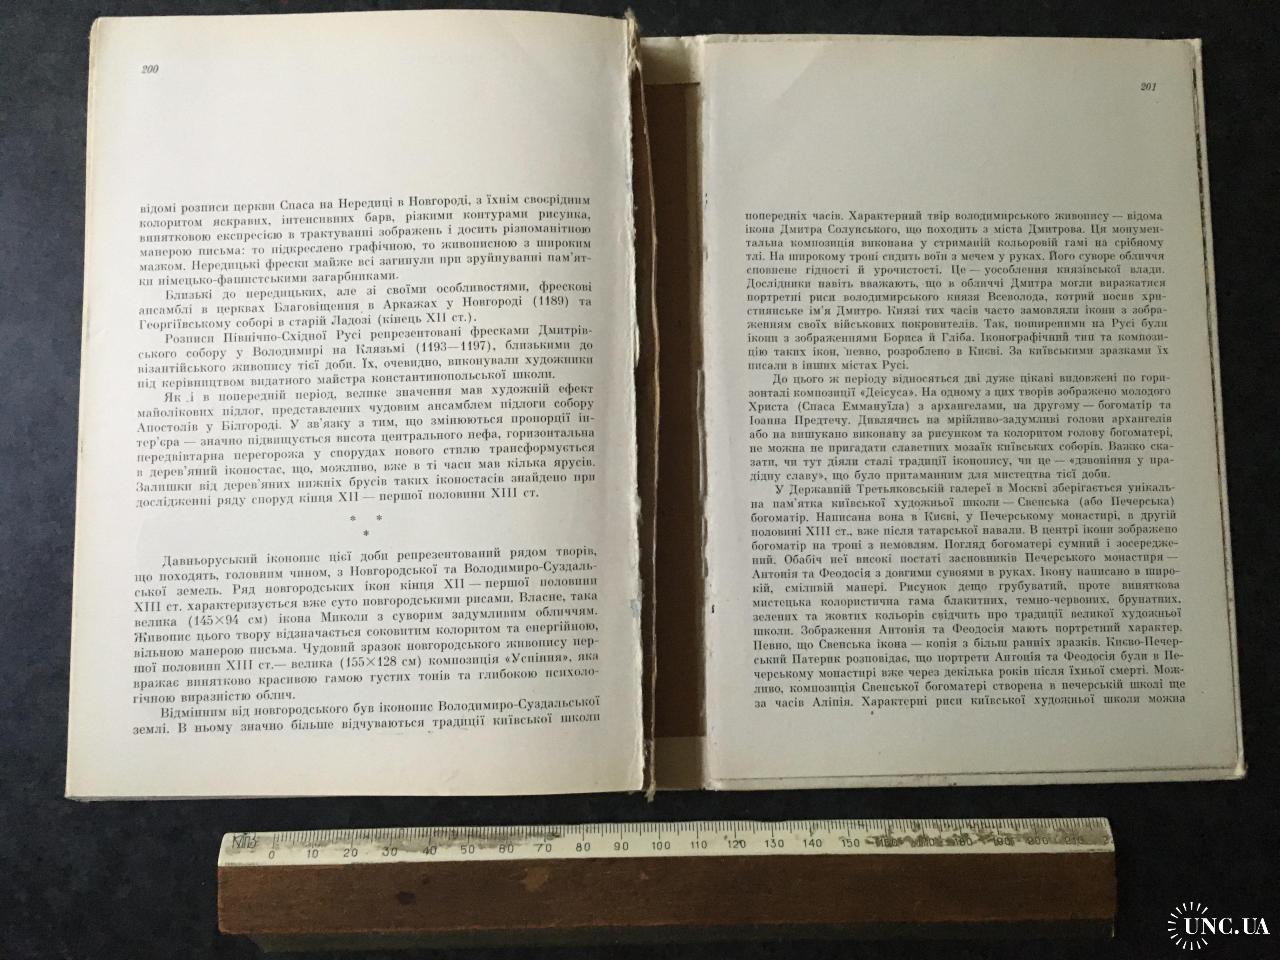 200
відомі розписи церкви Спаса на Нередиці в Новгороді, з їхнім своєрідним
колоритом яскравих, інтенсивних барв, різкими контурами рисунка,
винятковою експресією в трактуванні зображень і досить різноманітною
манерою письма: то підкреслено графічною, то живописною з широким
мазком. Нередицькі фрески майже всі загинули при зруйнуванні пам'ят-
ки німецько-фашистськими загарбниками.
Близькі до нередицьких, але зі своїми особливостями, фрескові
ансамблі в церквах Благовіщення в Аркажах у Новгороді (1189) та
Георгіївському соборі в старій Ладозі (кінець XII ст.).
Розписи Північно-Східної Русі репрезентовані фресками Дмитрів-
ського собору у Володимирі на Клязьмі (1193—1197), близькими до
візантійського живопису тієї доби. Їх, очевидно, виконували художники
під керівництвом видатного майстра константинопольської школи.
Як і в попередній період, велике значення мав художній ефект
майолікових підлог, представлених чудовим ансамблем підлоги собору
Апостолів у Білгороді. У зв'язку з тим, що змінюються пропорції ін-
тер'єра — значно підвищується висота центрального нефа, горизонтальна
передвівтарна перегорожа у спорудах нового стилю трансформується
в дерев'яний іконостас, що, можливо, вже в ті часи мав кілька ярусів.
Залишки від дерев'яних нижніх брусів таких іконостасів знайдено при
дослідженні ряду споруд кінця XII — першої половини XIII ст.
* *
*
Давньоруський іконопис цієї доби репрезентований рядом творів,
що походять, головним чином, з Новгородської та Володимиро-Суздаль-
ської земель. Ряд новгородських ікон кінця XII — першої половини
XIII ст. характеризується вже суто новгородськими рисами. Власне, така
велика (145×94 см) ікона Миколи з суворим задумливим обличчям.
Живопис цього твору відзначається соковитим колоритом та енергійною,
вільною манерою письма. Чудовий зразок новгородського живопису пер-
шої половини XIII ст.— велика (155×128 см) композиція «Успіння», яка
вражає винятково красивою гамою густих тонів та глибокою психоло-
гічною виразністю облич.
Відмінним від новгородського був іконопис Володимиро-Суздальської
землі. В ньому значно більше відчуваються традиції київської школи
201
попередніх часів. Характерний твір володимирського живопису — відома
ікона Дмитра Солунського, що походить з міста Дмитрова. Ця монумен-
тальна композиція виконана у стриманій кольоровій гамі на срібному
тлі. На широкому троні сидить воїн з мечем у руках. Його суворе обличчя
сповнене гідності й урочистості. Це — уособлення князівської влади.
Дослідники навіть вважають, що в обличчі Дмитра могли виражатися
портретні риси володимирського князя Всеволода, котрий носив хри-
стиянське ім'я Дмитро. Князі тих часів часто замовляли ікони з зобра-
женням своїх військових покровителів. Так, поширеними на Русі були
ікони з зображеннями Бориса й Гліба. Іконографічний тип та компози-
цію таких ікон, певно, розроблено в Києві. За київськими зразками їх
писали в інших містах Русі.
До цього ж періоду відносяться дві дуже цікаві видовжені по гори-
зонталі композиції «Деісуса». На одному з цих творів зображено молодого
Христа (Спаса Еммануїла) з архангелами, на другому — богоматір та
Іоанна Предтечу. Дивлячись на мрійливо-задумливі голови архангелів
або на вишукано виконану за рисунком та колоритом голову богоматері,
не можна не пригадати славетних мозаїк київських соборів. Важко ска-
зати, чи тут діяли сталі традиції іконопису, чи це — «дзвоніння у пра-
дідну славу», що було притаманним для мистецтва тієї доби.
У Державній Третьяковській галереї в Москві зберігається унікаль-
на пам'ятка київської художньої школи — Свенська (або Печерська)
богоматір. Написана вона в Києві, у Печерському монастирі, в другій
половині XIII ст., вже після татарської навали. В центрі ікони зображено
богоматір на троні з немовлям. Погляд богоматері сумний і зосередже-
ний. Обабіч неї високі постаті засновників Печерського монастиря —
Антонія та Феодосія з довгими сувоями в руках. Ікону написано в широ-
кій, сміливій манері. Рисунок дещо грубуватий, проте виняткова
мистецька колористична гама блакитних, темно-червоних, брунатних,
зелених та жовтих кольорів свідчить про традиції великої художньої
школи. Зображення Антонія та Феодосія мають портретний характер.
Певно, що Свенська ікона — копія з більш ранніх зразків. Києво-Печер-
ський Патерик розповідає, що портрети Антонія та Феодосія були в Пе-
черському монастирі вже через декілька років після їхньої смерті. Мож-
ливо, композиція Свенської богоматері створена в печерській школі ще
за часів Аліпія. Характерні риси київської художньої школи можна
0 10 20 30 40 50 60 70 80 90 100 110 120 130 140 150 160 170 180 190 200 210
UNC.UA